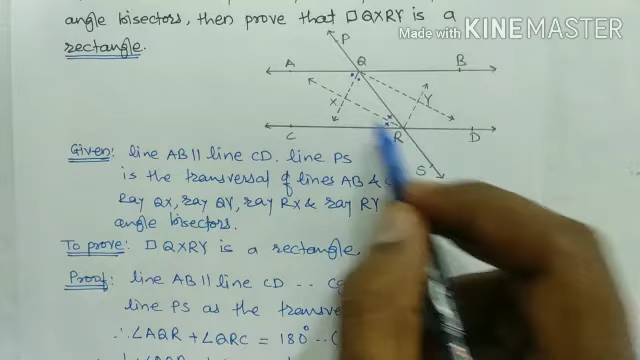 angle bisectors, then prove that □ QXRY is a
rectangle.
Made with KINEMASTER
P
A Q B
X Y
C R D
S
Given: line AB || line CD. line PS
is the transversal of lines AB &
Ray QX, ray QY, ray RX & ray RY
angle bisectors.
To prove: □ QXRY is a rectangle.
Proof: line AB || line CD ..
line PS as the
∴ ∠AQR + ∠QRC = 180° ..